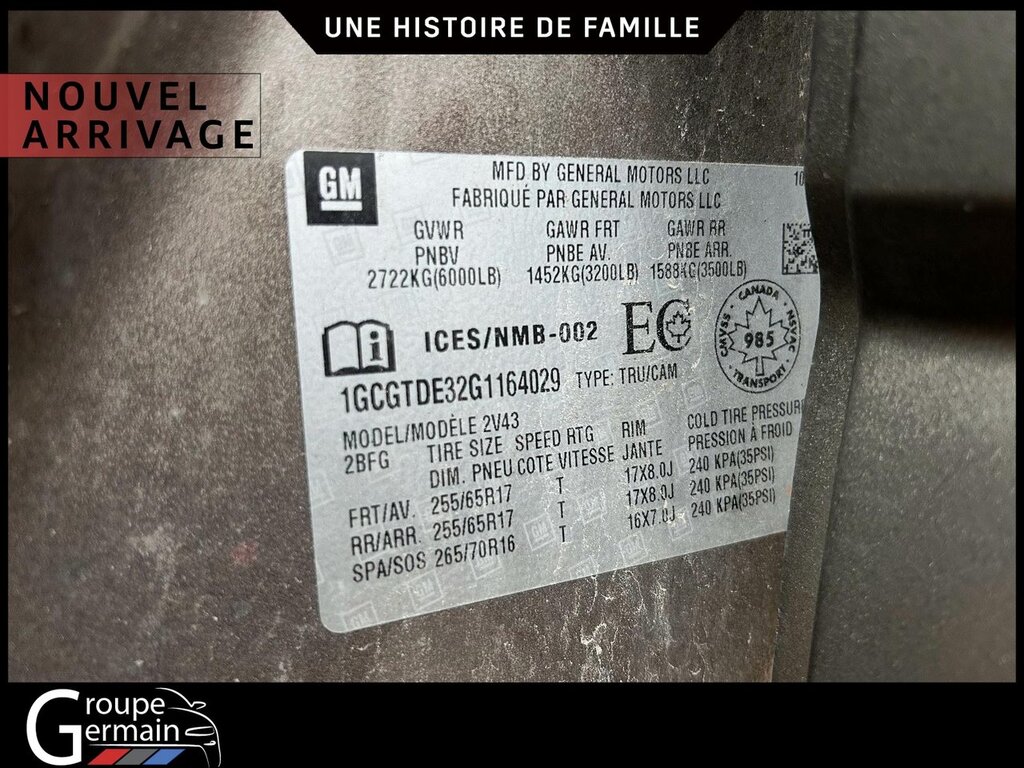 UNE HISTOIRE DE FAMILLE
NOUVEL
ARRIVAGE
GM
MFD BY GENERAL MOTORS LLC
FABRIQUÉ PAR GENERAL MOTORS LLC
GVWR GAWR FRT GAWR RR
PNBV PNBE AV. PNBE ARR.
2722KG(6000LB) 1452KG(3200LB) 1588KG(3500LB)
ICES/NMB-002 EC
CANADA
CMVSS 985 NSVAC
TRANSPORT
1GCGTDE32G1164029 TYPE: TRU/CAM
MODEL/MODÈLE 2V43
2BFG TIRE SIZE SPEED RTG RIM COLD TIRE PRESSUR
DIM. PNEU COTE VITESSE JANTE PRESSION À FROID
FRT/AV. 255/65R17 T 17X8.0J 240 KPA(35PSI)
RR/ARR. 255/65R17 T 17X8.0J 240 KPA(35PSI)
SPA/SOS 265/70R16 T 16X7.0J 240 KPA(35PSI)
Groupe
Germain